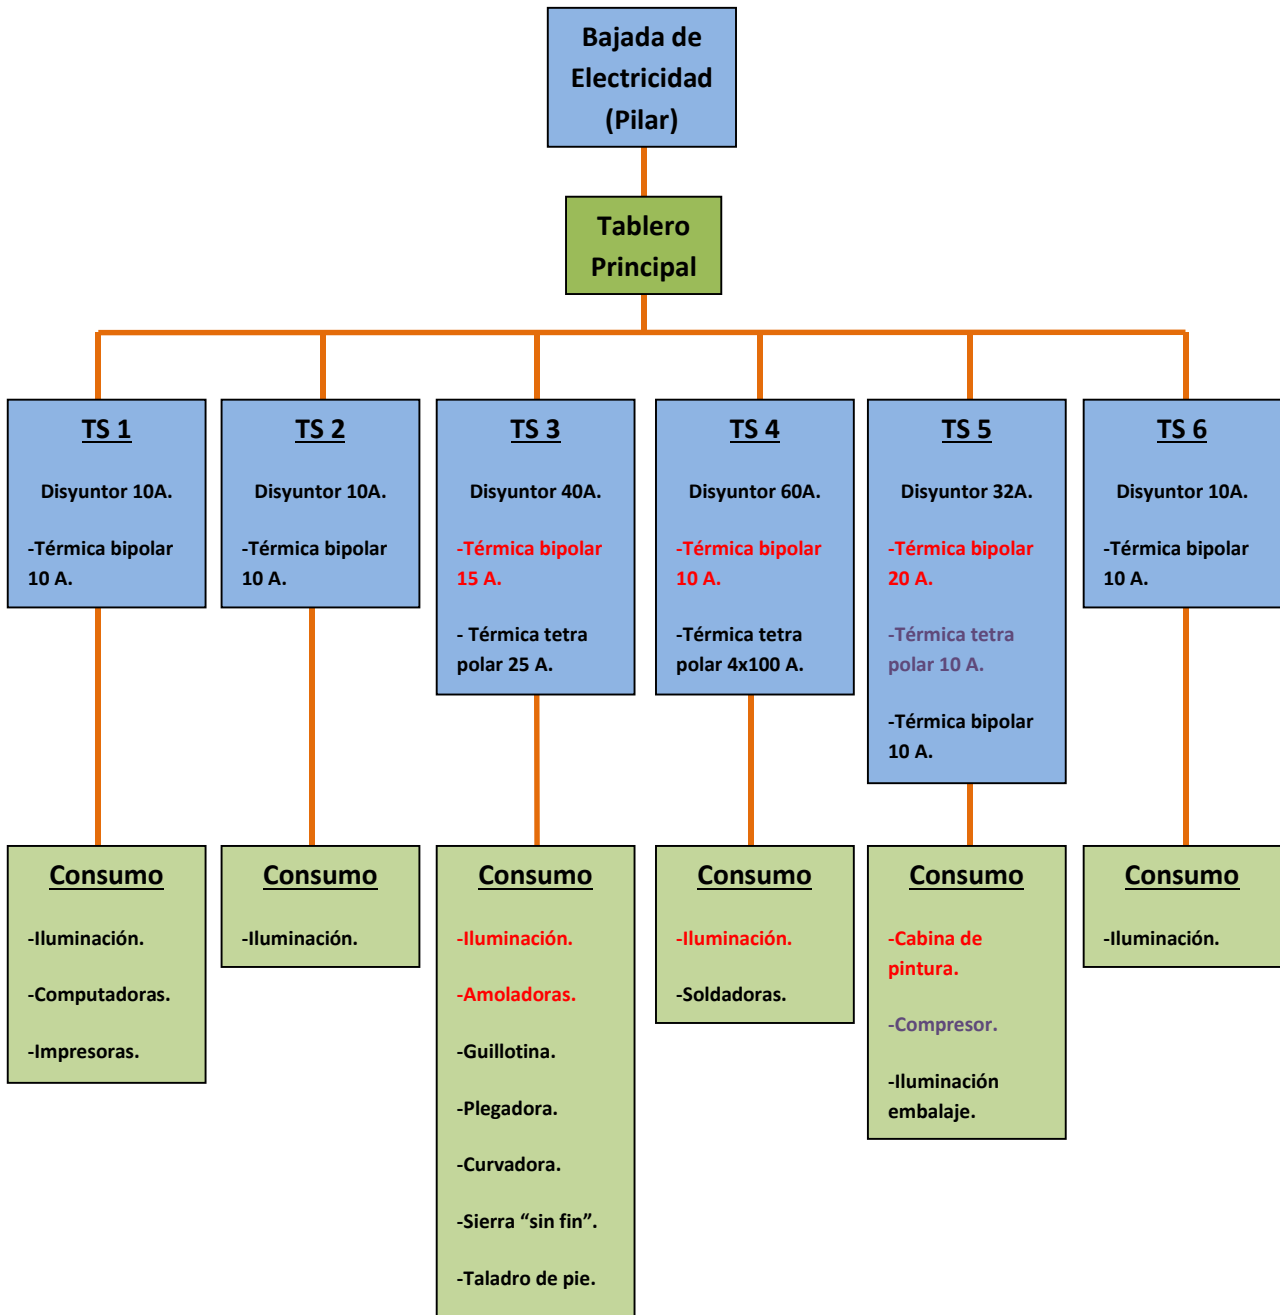 Bajada de
Electricidad
(Pilar)
Tablero
Principal
TS 1
Disyuntor 10A.
-Térmica bipolar
10 A.
TS 2
Disyuntor 10A.
-Térmica bipolar
10 A.
TS 3
Disyuntor 40A.
-Térmica bipolar
15 A.
- Térmica tetra
polar 25 A.
TS 4
Disyuntor 60A.
-Térmica bipolar
10 A.
-Térmica tetra
polar 4x100 A.
TS 5
Disyuntor 32A.
-Térmica bipolar
20 A.
-Térmica tetra
polar 10 A.
-Térmica bipolar
10 A.
TS 6
Disyuntor 10A.
-Térmica bipolar
10 A.
Consumo
-Iluminación.
-Computadoras.
-Impresoras.
Consumo
-Iluminación.
Consumo
-Iluminación.
-Amoladoras.
-Guillotina.
-Plegadora.
-Curvadora.
-Sierra “sin fin”.
-Taladro de pie.
Consumo
-Iluminación.
-Soldadoras.
Consumo
-Cabina de
pintura.
-Compresor.
-Iluminación
embalaje.
Consumo
-Iluminación.